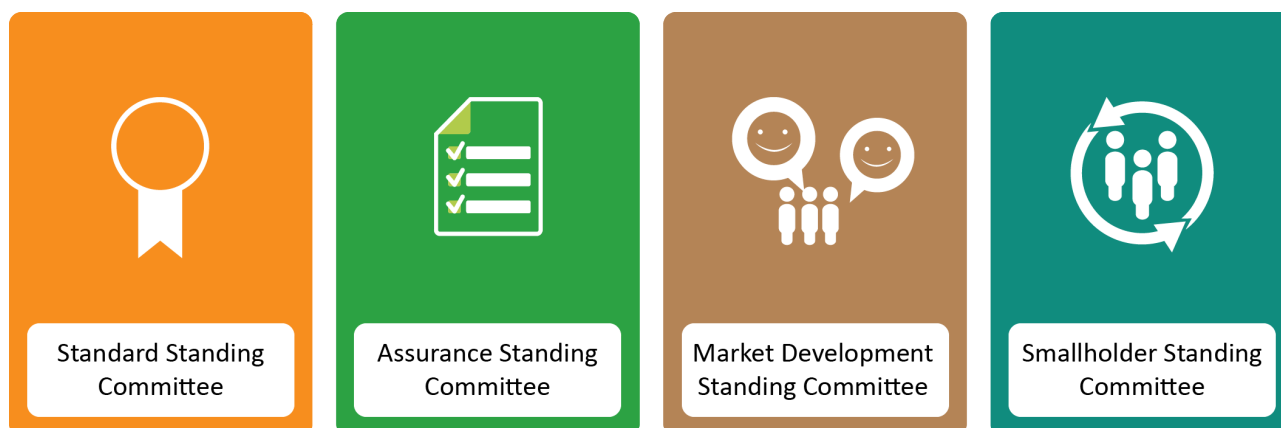 Standard Standing
Committee
Assurance Standing
Committee
Market Development
Standing Committee
Smallholder Standing
Committee